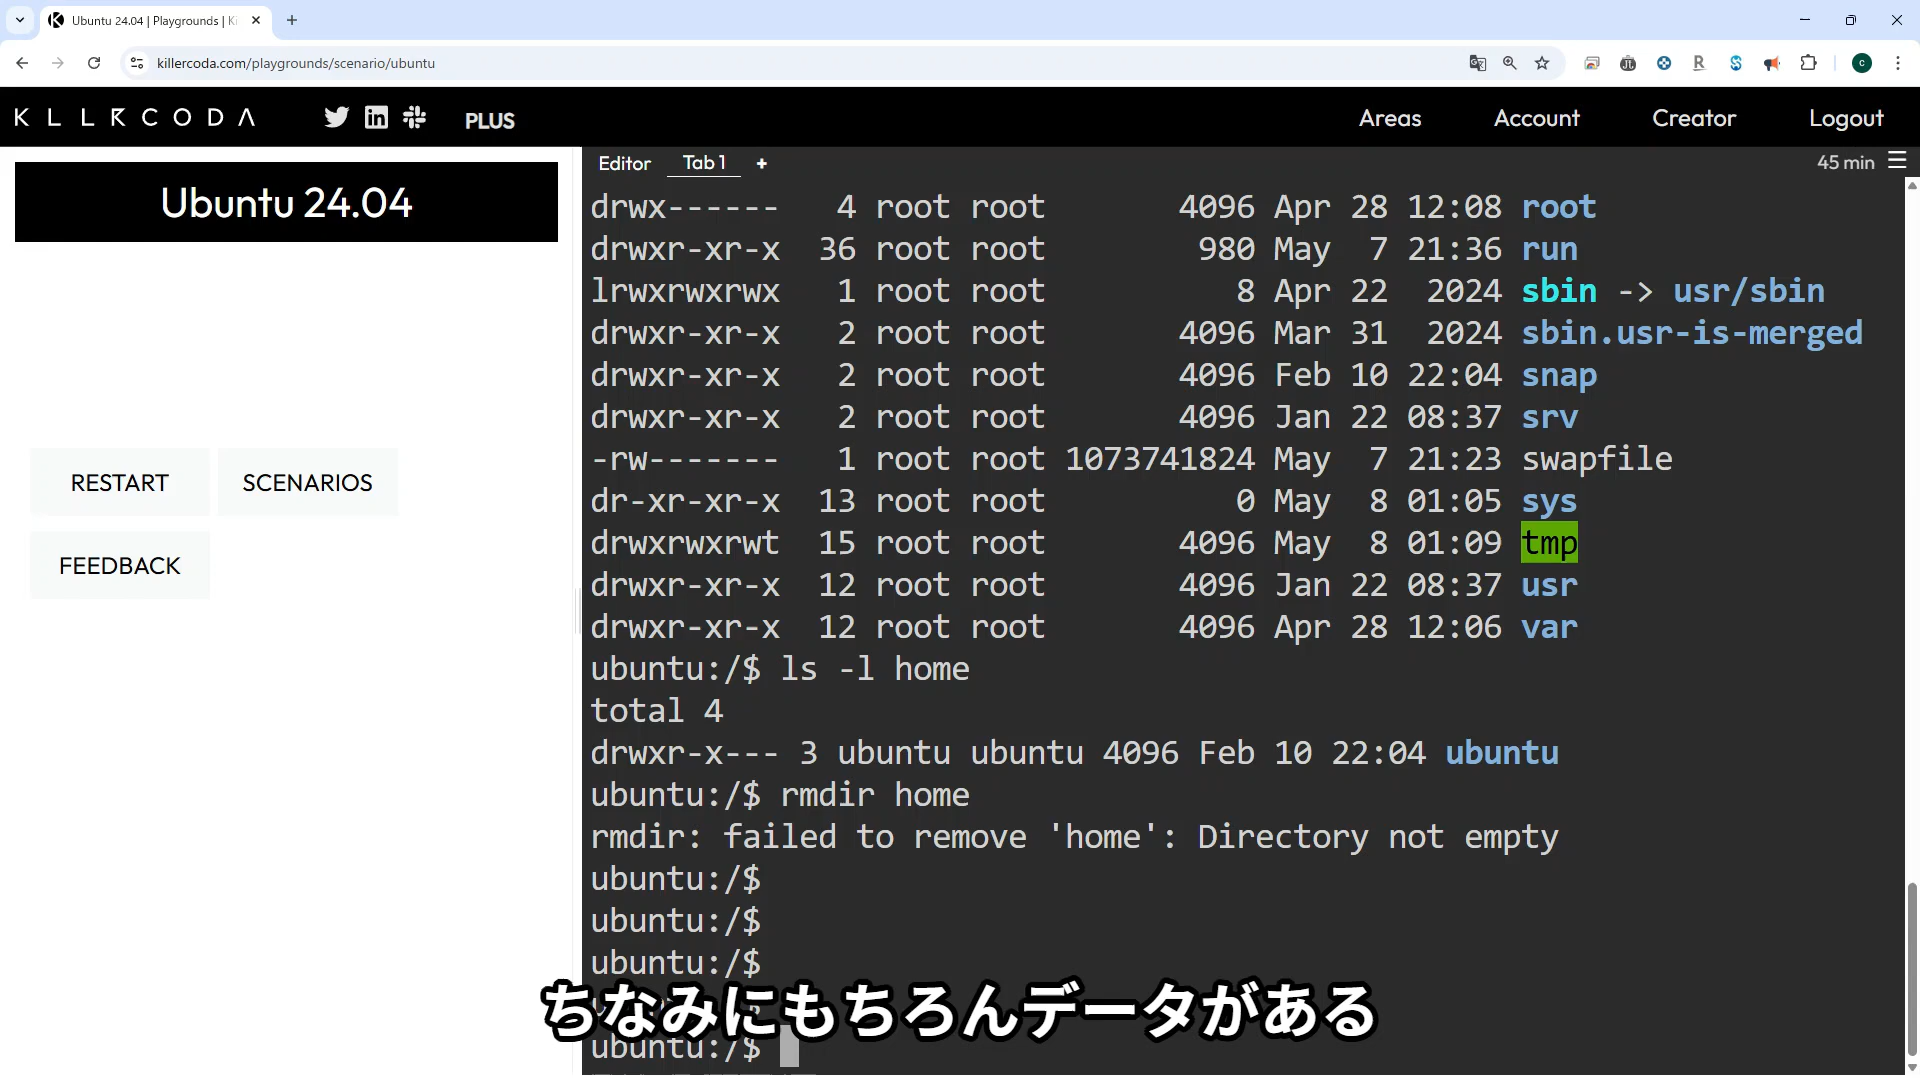 Ubuntu 24.04 | Playgrounds | Ki
killercoda.com/playgrounds/scenario/ubuntu
KLLRCODA PLUS Areas Account Creator Logout
Ubuntu 24.04
RESTART SCENARIOS
FEEDBACK
Editor Tab 1 + 45 min
drwx------ 4 root root 4096 Apr 28 12:08 root
drwxr-xr-x 36 root root 980 May 7 21:36 run
lrwxrwxrwx 1 root root 8 Apr 22 2024 sbin -> usr/sbin
drwxr-xr-x 2 root root 4096 Mar 31 2024 sbin.usr-is-merged
drwxr-xr-x 2 root root 4096 Feb 10 22:04 snap
drwxr-xr-x 2 root root 4096 Jan 22 08:37 srv
-rw------- 1 root root 1073741824 May 7 21:23 swapfile
dr-xr-xr-x 13 root root 0 May 8 01:05 sys
drwxrwxrwt 15 root root 4096 May 8 01:09 tmp
drwxr-xr-x 12 root root 4096 Jan 22 08:37 usr
drwxr-xr-x 12 root root 4096 Apr 28 12:06 var
ubuntu:/$ ls -l home
total 4
drwxr-x--- 3 ubuntu ubuntu 4096 Feb 10 22:04 ubuntu
ubuntu:/$ rmdir home
rmdir: failed to remove 'home': Directory not empty
ubuntu:/$
ubuntu:/$
ubuntu:/$
ちなみにもちろんデータがある
ubuntu:/$